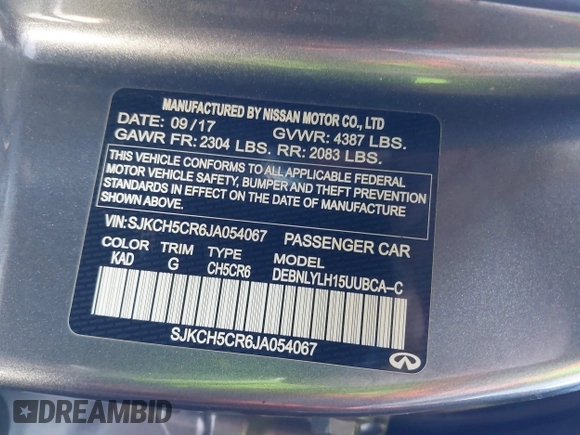 MANUFACTURED BY NISSAN MOTOR CO., LTD
DATE: 09/17 GVWR: 4387 LBS.
GAWR FR: 2304 LBS. RR: 2083 LBS.
THIS VEHICLE CONFORMS TO ALL APPLICABLE FEDERAL
MOTOR VEHICLE SAFETY, BUMPER AND THEFT PREVENTION
STANDARDS IN EFFECT ON THE DATE OF MANUFACTURE
SHOWN ABOVE.
VIN:SJKCH5CR6JA054067 PASSENGER CAR
COLOR TRIM TYPE MODEL
KAD G CH5CR6 DEBNLYLH15UUBCA-C
SJKCH5CR6JA054067
DREAMBID